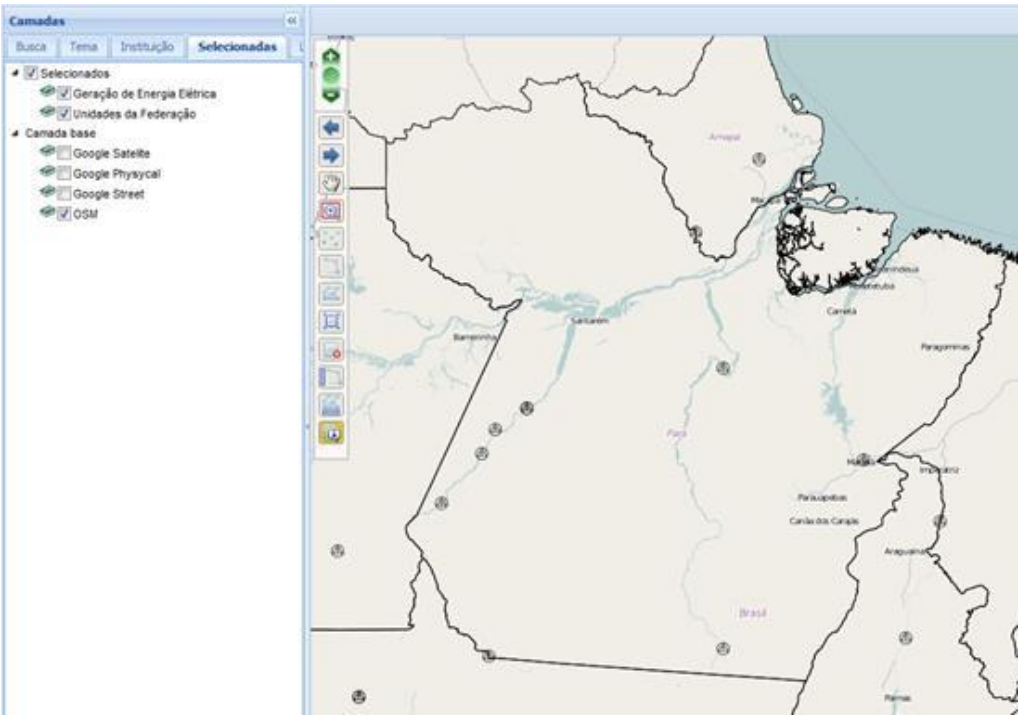 Camadas
Busca Tema Instituição Selecionadas
Selecionados
Geração de Energia Elétrica
Unidades da Federação
Camada base
Google Satelite
Google Physycal
Google Street
OSM
Amapá
Santarém
Barreirinha
Cametá
Paragominas
Pará
Marabá
Imperatriz
Parauapebas
Canãa dos Carajás
Araguaína
Brasil
Palmas